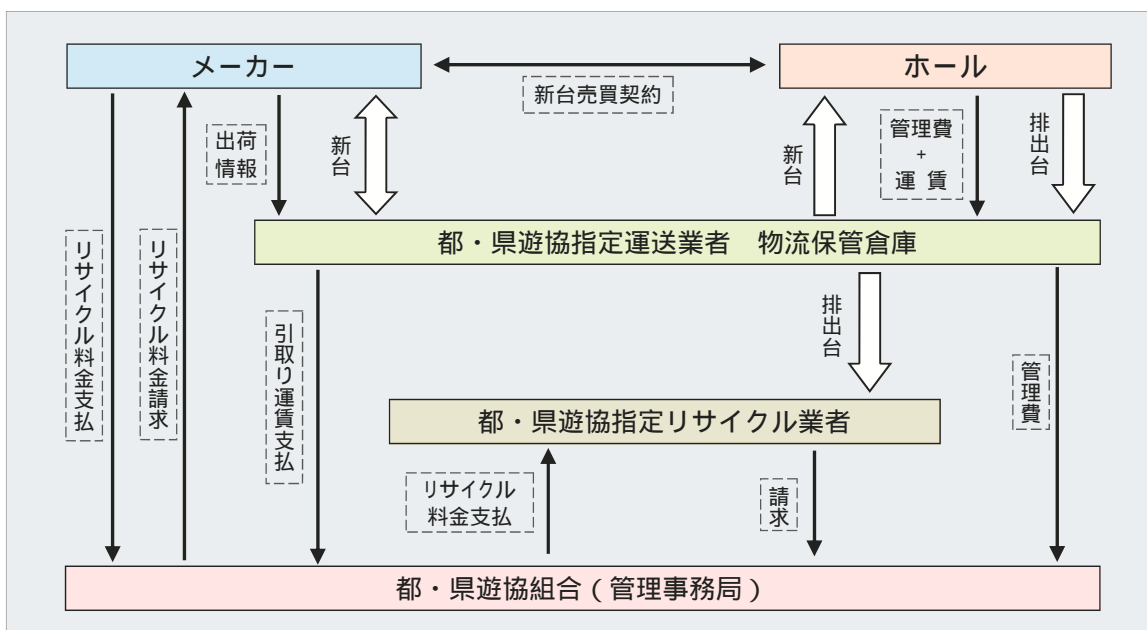 メーカー
ホール
新台売買契約
出荷
情報
新台
新台
管理費
+
運 賃
排出台
都・県遊協指定運送業者　物流保管倉庫
リサイクル料金支払
リサイクル料金請求
引取り運賃支払
排出台
管理費
都・県遊協指定リサイクル業者
リサイクル
料金支払
請求
都・県遊協組合（管理事務局）